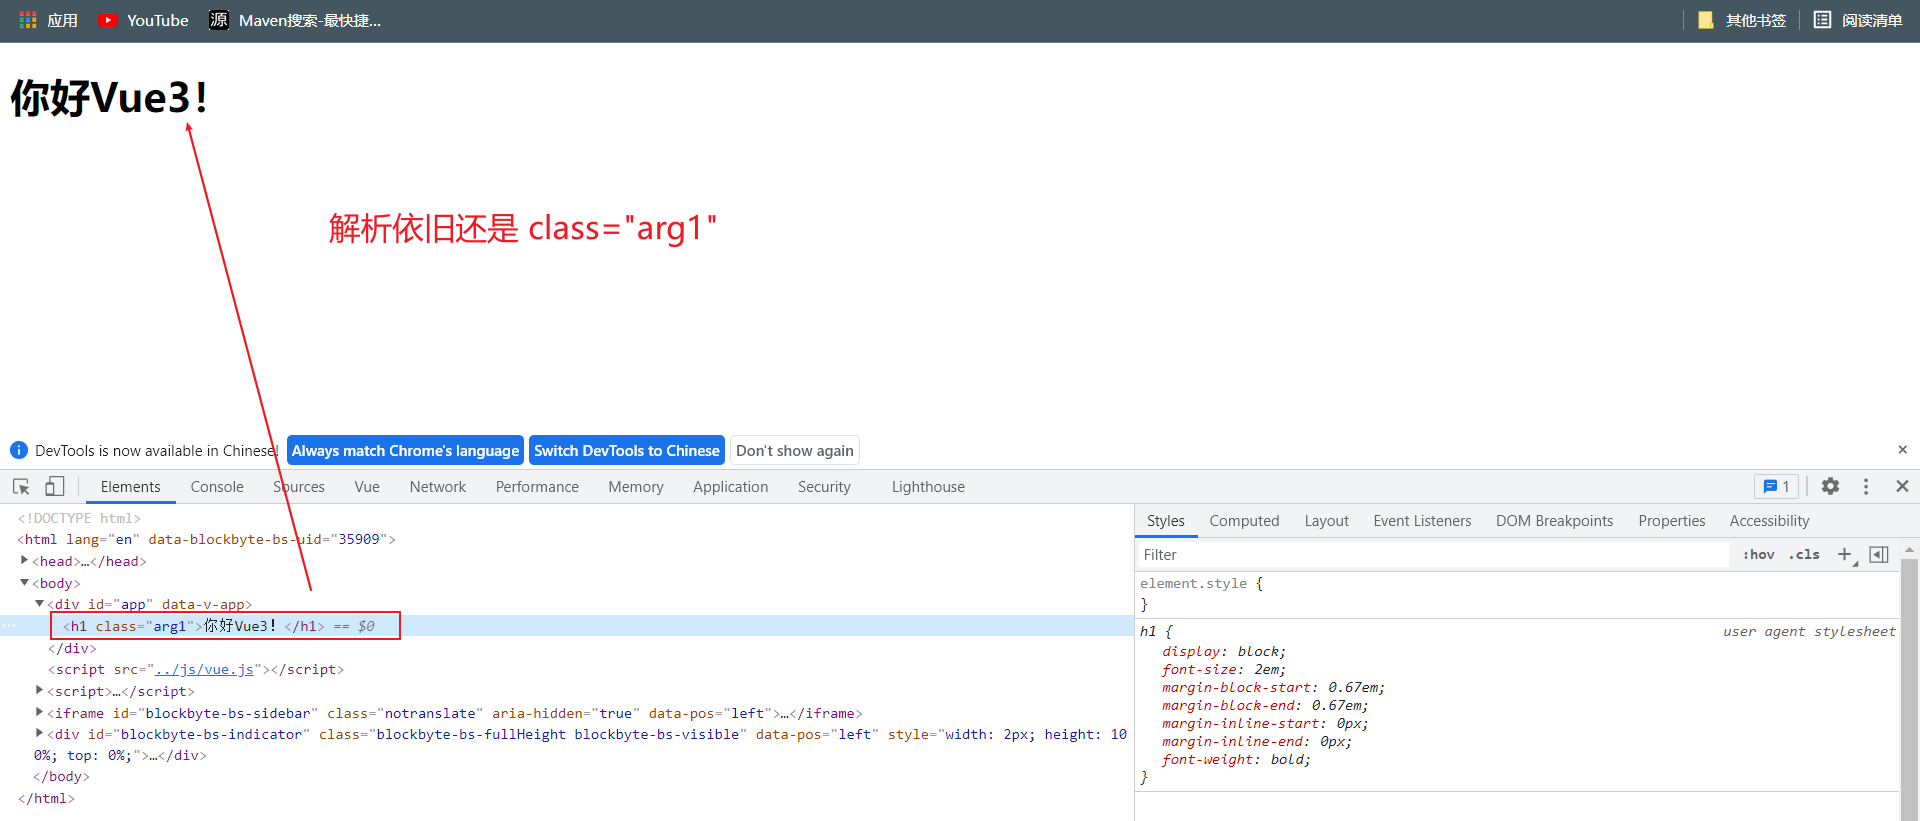 应用 YouTube 源 Maven搜索-最快捷... 其他书签 阅读清单
你好Vue3！
解析依旧还是 class="arg1"
DevTools is now available in Chinese! Always match Chrome's language Switch DevTools to Chinese Don't show again ×
Elements Console Sources Vue Network Performance Memory Application Security Lighthouse 1
<!DOCTYPE html>
<html lang="en" data-blockbyte-bs-uid="35909">
<head>…</head>
<body>
<div id="app" data-v-app>
… <h1 class="arg1">你好Vue3！</h1> == $0
</div>
<script src="../js/vue.js"></script>
<script>…</script>
<iframe id="blockbyte-bs-sidebar" class="notranslate" aria-hidden="true" data-pos="left">…</iframe>
<div id="blockbyte-bs-indicator" class="blockbyte-bs-fullHeight blockbyte-bs-visible" data-pos="left" style="width: 2px; height: 10
0%; top: 0%;">…</div>
</body>
</html>
Styles Computed Layout Event Listeners DOM Breakpoints Properties Accessibility
Filter :hov .cls +
element.style {
}
h1 { user agent stylesheet
display: block;
font-size: 2em;
margin-block-start: 0.67em;
margin-block-end: 0.67em;
margin-inline-start: 0px;
margin-inline-end: 0px;
font-weight: bold;
}